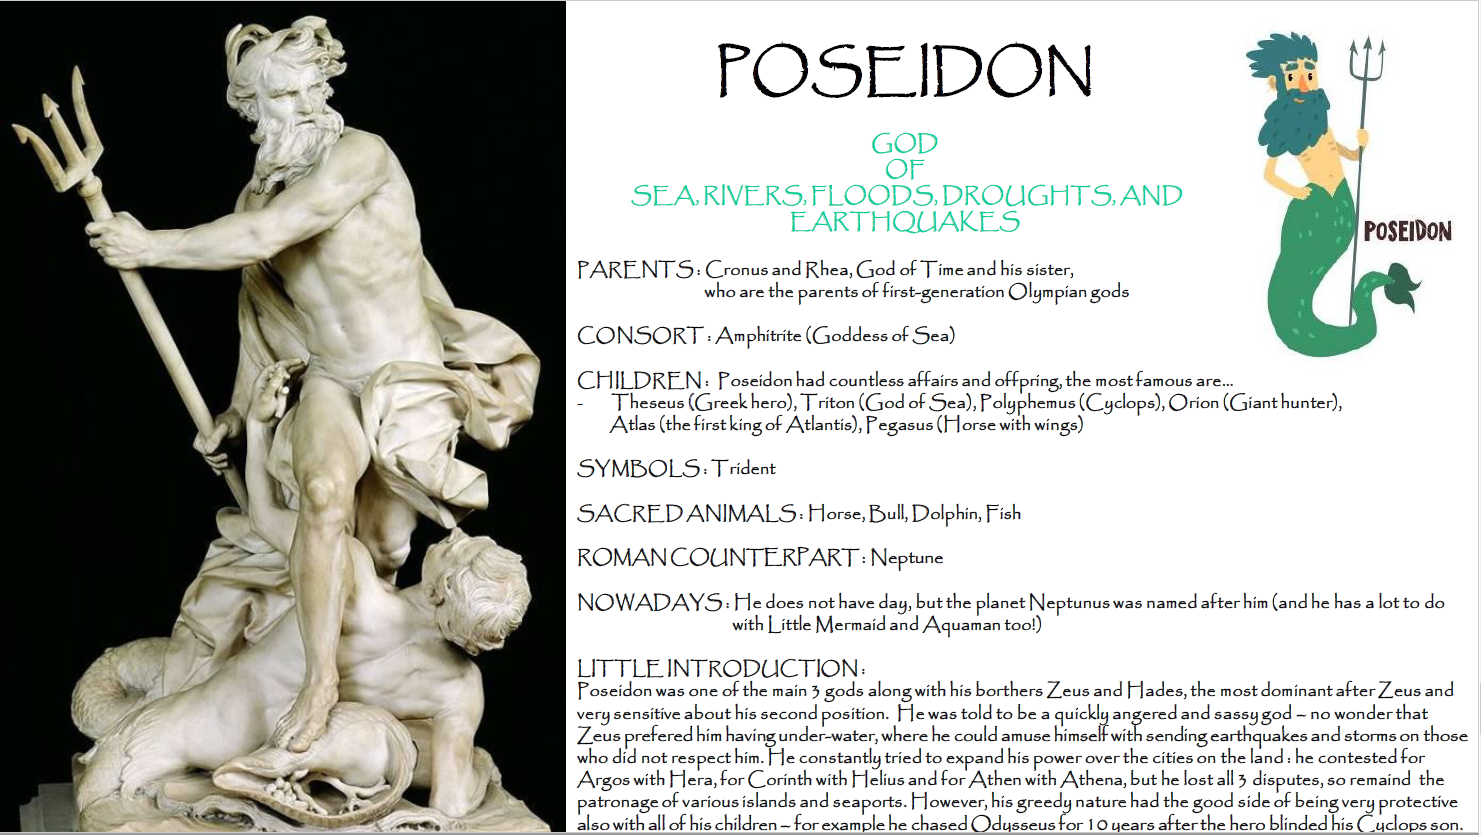 POSEIDON
GOD
OF
SEA, RIVERS, FLOODS, DROUGHTS, AND
EARTHQUAKES
POSEIDON
PARENTS : Cronus and Rhea, God of Time and his sister,
who are the parents of first-generation Olympian gods
CONSORT : Amphitrite (Goddess of Sea)
CHILDREN : Poseidon had countless affairs and offpring, the most famous are...
- Theseus (Greek hero), Triton (God of Sea), Polyphemus (Cyclops), Orion (Giant hunter),
Atlas (the first king of Atlantis), Pegasus (Horse with wings)
SYMBOLS : Trident
SACRED ANIMALS : Horse, Bull, Dolphin, Fish
ROMAN COUNTERPART : Neptune
NOWADAYS : He does not have day, but the planet Neptunus was named after him (and he has a lot to do
with Little Mermaid and Aquaman too!)
LITTLE INTRODUCTION :
Poseidon was one of the main 3 gods along with his borthers Zeus and Hades, the most dominant after Zeus and
very sensitive about his second position. He was told to be a quickly angered and sassy god – no wonder that
Zeus prefered him having under-water, where he could amuse himself with sending earthquakes and storms on those
who did not respect him. He constantly tried to expand his power over the cities on the land : he contested for
Argos with Hera, for Corinth with Helius and for Athen with Athena, but he lost all 3 disputes, so remaind the
patronage of various islands and seaports. However, his greedy nature had the good side of being very protective
also with all of his children – for example he chased Odysseus for 10 years after the hero blinded his Cyclops son.